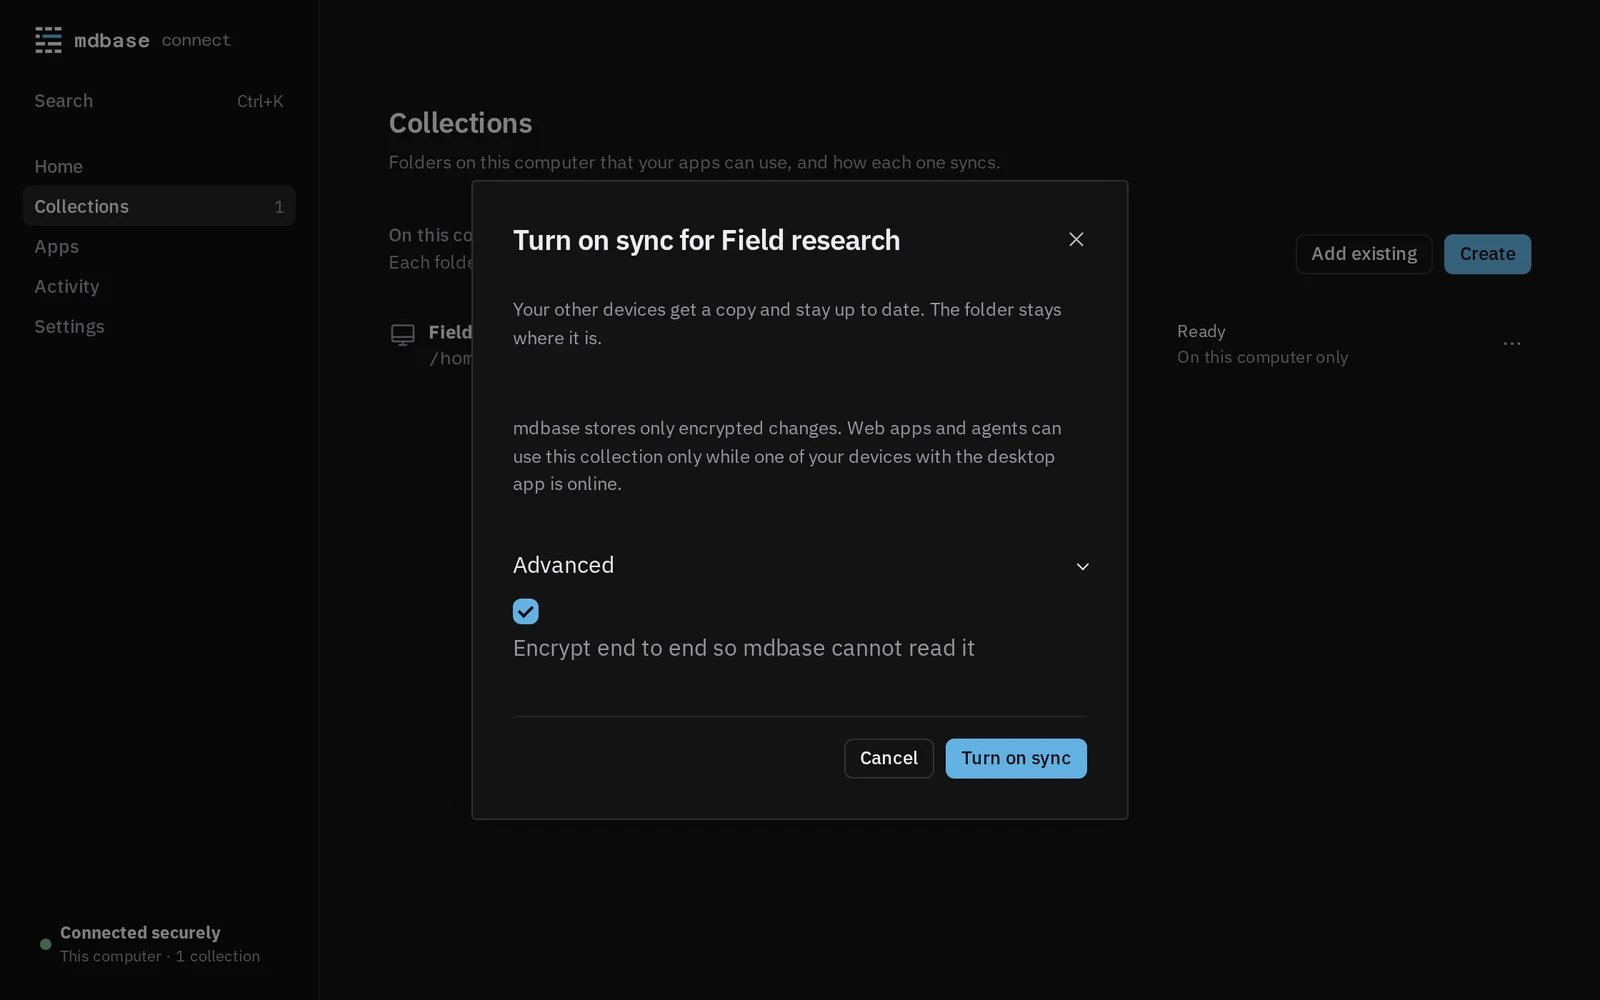 mdbase connect
Search Ctrl+K
Home
Collections 1
Apps
Activity
Settings
Connected securely
This computer · 1 collection
Collections
Folders on this computer that your apps can use, and how each one syncs.
On this co
Each folde
Add existing
Create
Field
/hom
Ready
On this computer only
...
Turn on sync for Field research
Your other devices get a copy and stay up to date. The folder stays
where it is.
mdbase stores only encrypted changes. Web apps and agents can
use this collection only while one of your devices with the desktop
app is online.
Advanced
Encrypt end to end so mdbase cannot read it
Cancel
Turn on sync